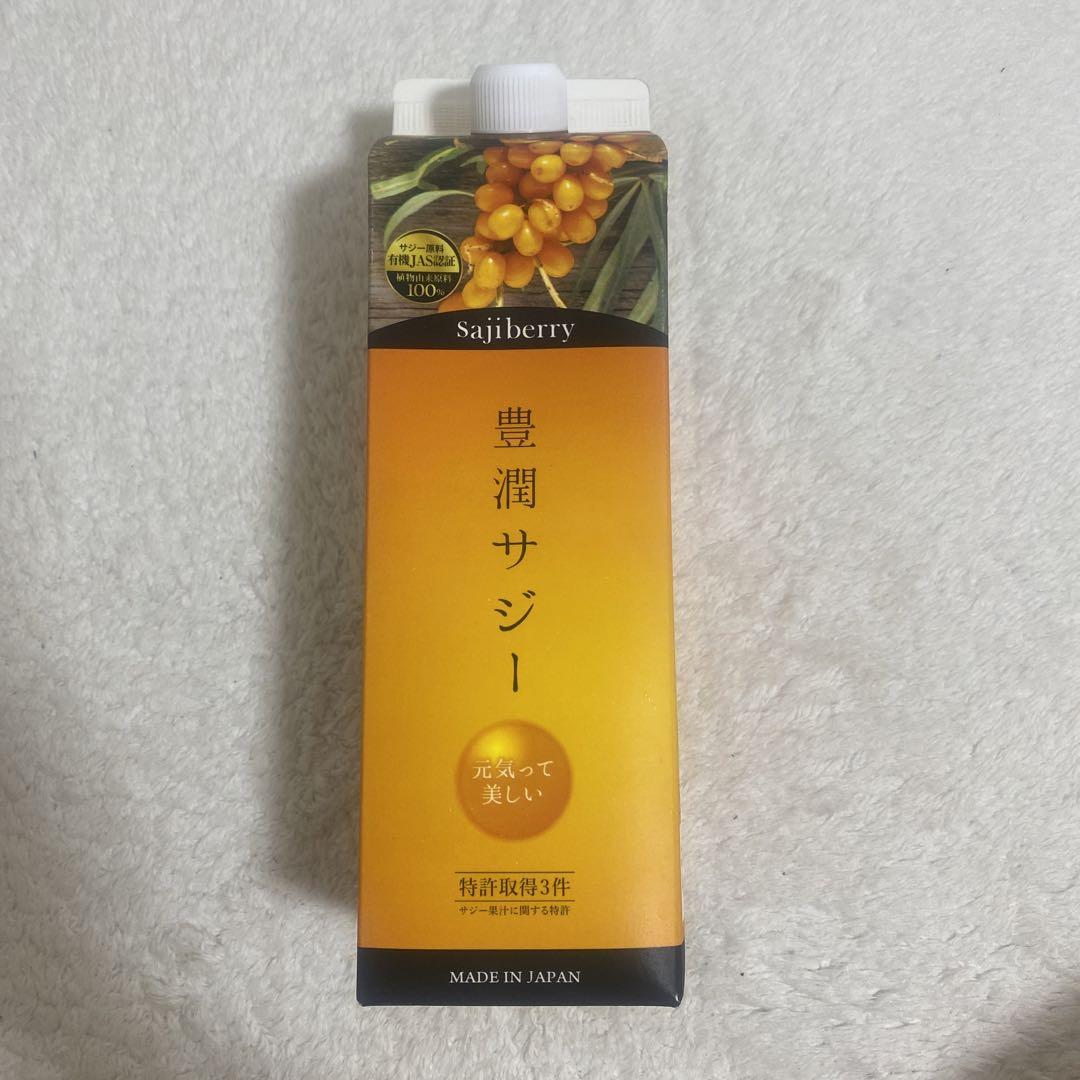 サジー原料
有機JAS認証
植物由来原料
100%
sajiberry
豊潤サジー
元気って
美しい
特許取得3件
サジー果汁に関する特許
MADE IN JAPAN